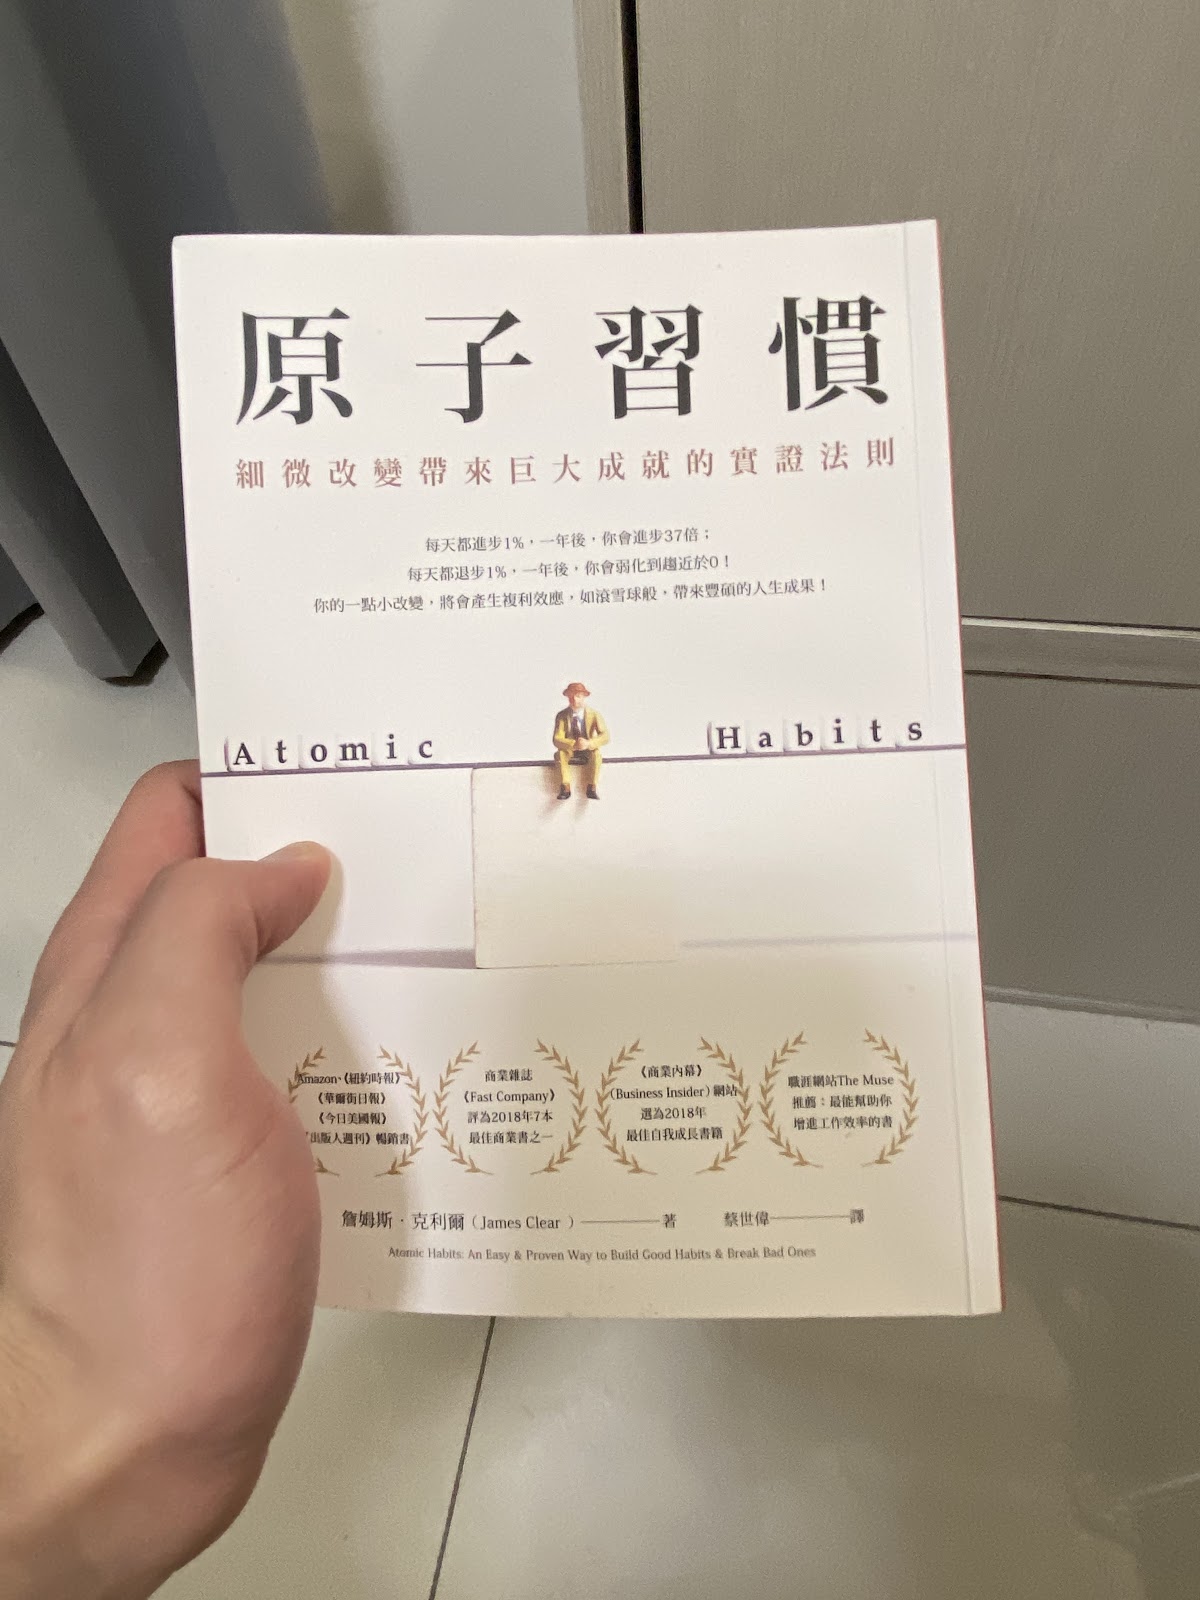 原子習慣
細微改變帶來巨大成就的實證法則
每天都進步1%，一年後，你會進步37倍；
每天都退步1%，一年後，你會弱化到趨近於0！
你的一點小改變，將會產生複利效應，如滾雪球般，帶來豐碩的人生成果！
Atomic Habits
Amazon、《紐約時報》
《華爾街日報》
《今日美國報》
《出版人週刊》暢銷書
商業雜誌
《Fast Company》
評為2018年7本
最佳商業書之一
《商業內幕》
（Business Insider）網站
選為2018年
最佳自我成長書籍
職涯網站The Muse
推薦：最能幫助你
增進工作效率的書
詹姆斯・克利爾（James Clear ）————著 蔡世偉————譯
Atomic Habits: An Easy & Proven Way to Build Good Habits & Break Bad Ones